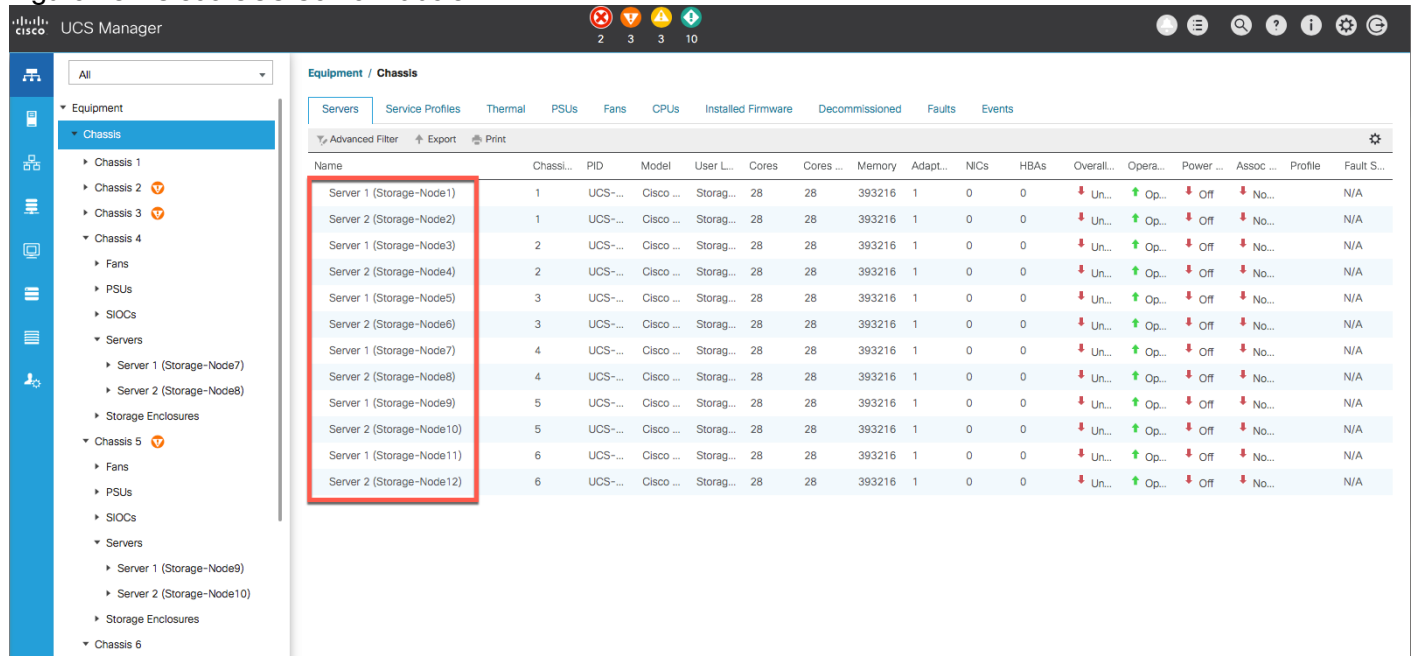 cisco UCS Manager
2 3 3 10
All
Equipment
Chassis
Chassis 1
Chassis 2
Chassis 3
Chassis 4
Fans
PSUs
SIOCs
Servers
Server 1 (Storage-Node7)
Server 2 (Storage-Node8)
Storage Enclosures
Chassis 5
Fans
PSUs
SIOCs
Servers
Server 1 (Storage-Node9)
Server 2 (Storage-Node10)
Storage Enclosures
Chassis 6
Equipment / Chassis
Servers Service Profiles Thermal PSUs Fans CPUs Installed Firmware Decommissioned Faults Events
Advanced Filter Export Print
Name Chassi... PID Model User L... Cores Cores ... Memory Adapt... NICs HBAs Overall... Opera... Power ... Assoc ... Profile Fault S...
Server 1 (Storage-Node1) 1 UCS-... Cisco ... Storag... 28 28 393216 1 0 0 Un... Op... Off No... N/A
Server 2 (Storage-Node2) 1 UCS-... Cisco ... Storag... 28 28 393216 1 0 0 Un... Op... Off No... N/A
Server 1 (Storage-Node3) 2 UCS-... Cisco ... Storag... 28 28 393216 1 0 0 Un... Op... Off No... N/A
Server 2 (Storage-Node4) 2 UCS-... Cisco ... Storag... 28 28 393216 1 0 0 Un... Op... Off No... N/A
Server 1 (Storage-Node5) 3 UCS-... Cisco ... Storag... 28 28 393216 1 0 0 Un... Op... Off No... N/A
Server 2 (Storage-Node6) 3 UCS-... Cisco ... Storag... 28 28 393216 1 0 0 Un... Op... Off No... N/A
Server 1 (Storage-Node7) 4 UCS-... Cisco ... Storag... 28 28 393216 1 0 0 Un... Op... Off No... N/A
Server 2 (Storage-Node8) 4 UCS-... Cisco ... Storag... 28 28 393216 1 0 0 Un... Op... Off No... N/A
Server 1 (Storage-Node9) 5 UCS-... Cisco ... Storag... 28 28 393216 1 0 0 Un... Op... Off No... N/A
Server 2 (Storage-Node10) 5 UCS-... Cisco ... Storag... 28 28 393216 1 0 0 Un... Op... Off No... N/A
Server 1 (Storage-Node11) 6 UCS-... Cisco ... Storag... 28 28 393216 1 0 0 Un... Op... Off No... N/A
Server 2 (Storage-Node12) 6 UCS-... Cisco ... Storag... 28 28 393216 1 0 0 Un... Op... Off No... N/A